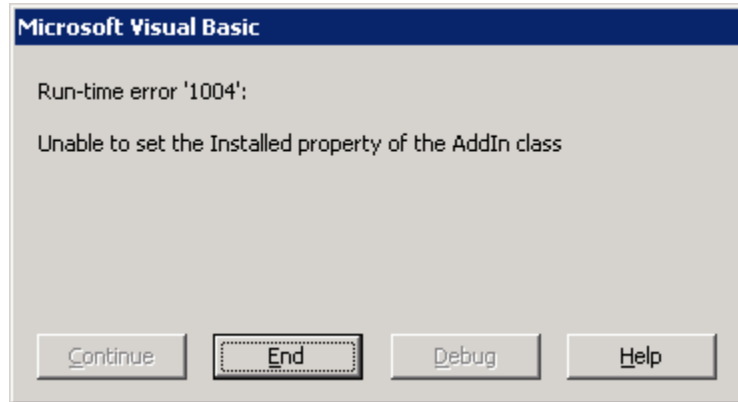 Microsoft Visual Basic
Run-time error '1004':
Unable to set the Installed property of the AddIn class
Continue End Debug Help